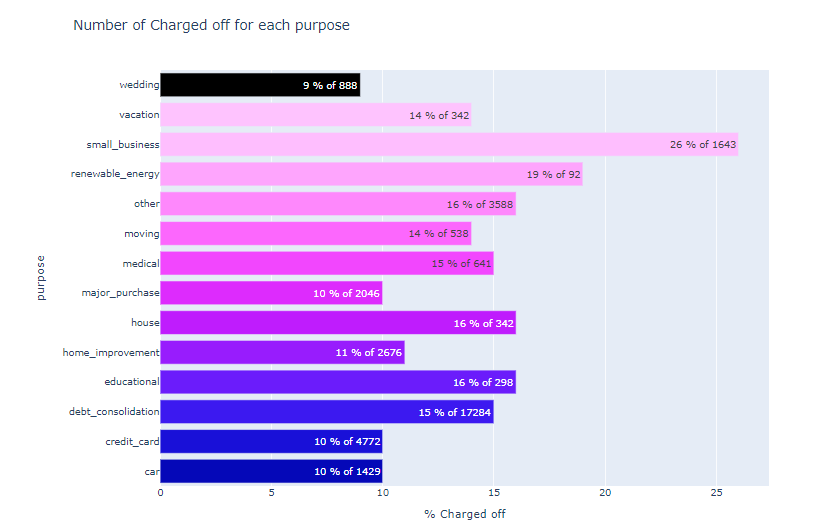 Number of Charged off for each purpose
purpose
wedding 9 % of 888
vacation 14 % of 342
small_business 26 % of 1643
renewable_energy 19 % of 92
other 16 % of 3588
moving 14 % of 538
medical 15 % of 641
major_purchase 10 % of 2046
house 16 % of 342
home_improvement 11 % of 2676
educational 16 % of 298
debt_consolidation 15 % of 17284
credit_card 10 % of 4772
car 10 % of 1429
0 5 10 15 20 25
% Charged off